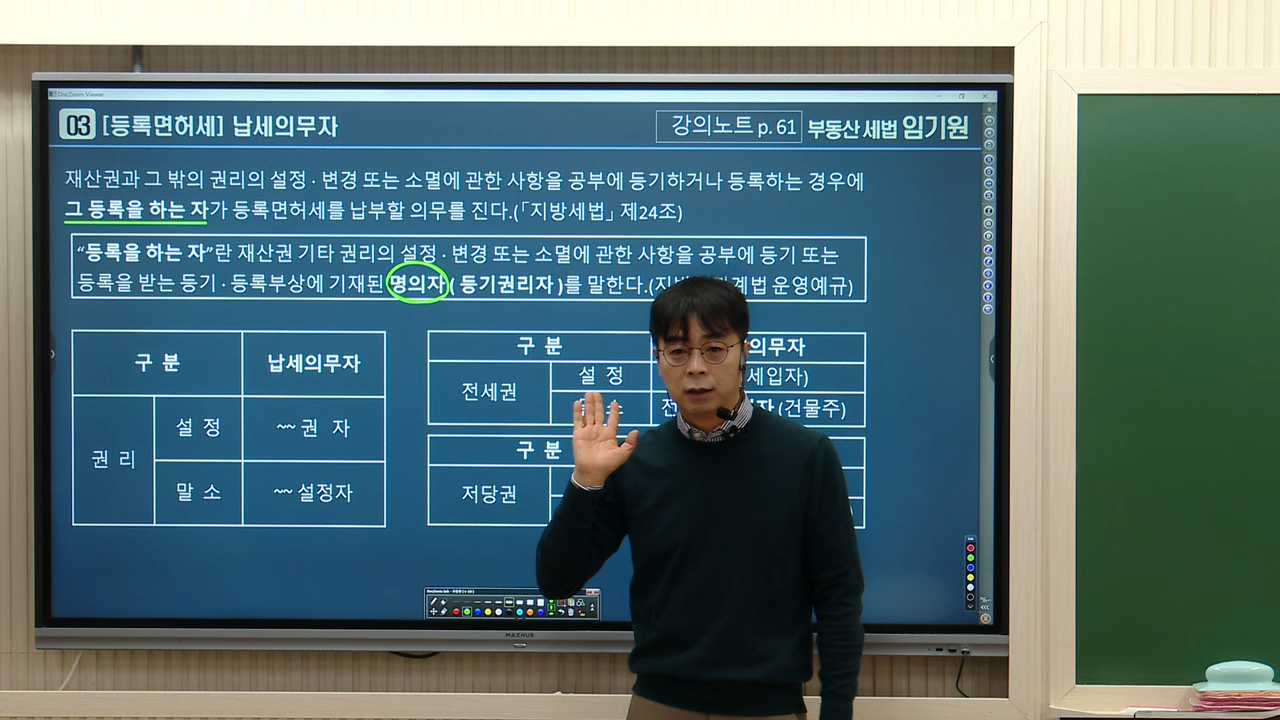 DocZoom Viewer
03 [등록면허세] 납세의무자
강의노트 p. 61
부동산 세법 임기원
재산권과 그 밖의 권리의 설정 · 변경 또는 소멸에 관한 사항을 공부에 등기하거나 등록하는 경우에
그 등록을 하는 자가 등록면허세를 납부할 의무를 진다.(「지방세법」 제24조)
“등록을 하는 자”란 재산권 기타 권리의 설정 · 변경 또는 소멸에 관한 사항을 공부에 등기 또는
등록을 받는 등기 · 등록부상에 기재된 명의자( 등기권리자 )를 말한다.(지 계법 운영예규)
구 분 납세의무자
권 리 설 정 ~~ 권 자
말 소 ~~ 설정자
구 분 의무자
전세권 설 정 세입자)
전 자 (건물주)
구 분
저당권
MAXHUB